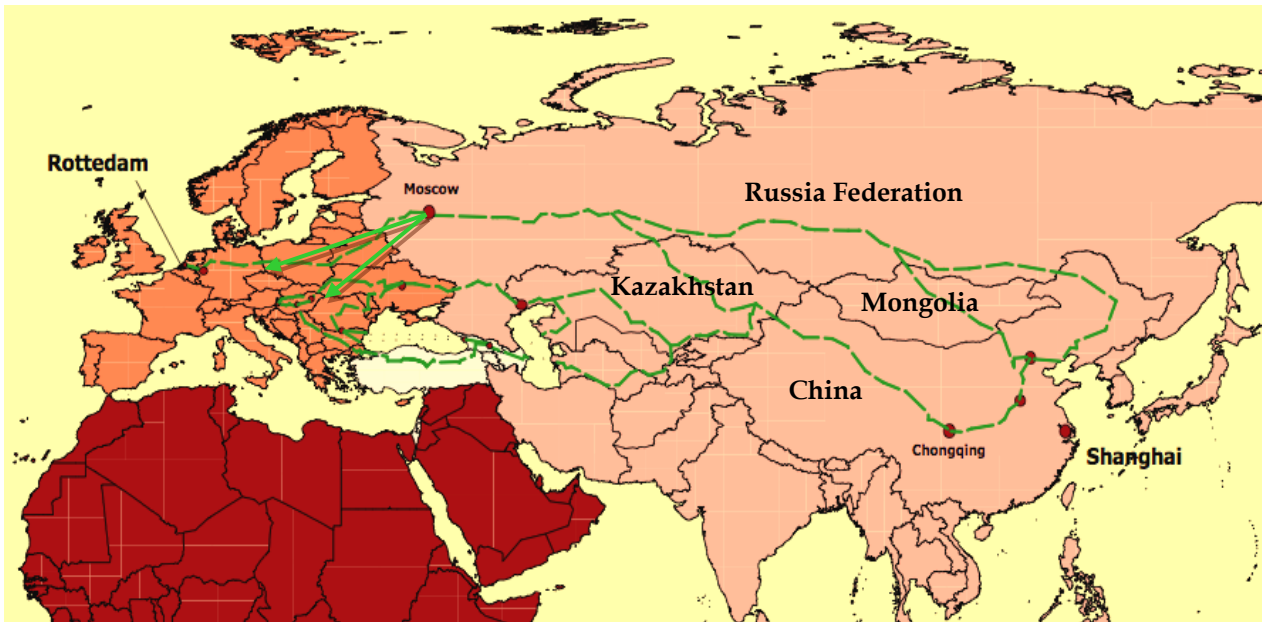 Rottedam
Moscow
Russia Federation
Kazakhstan
Mongolia
China
Chongqing
Shanghai